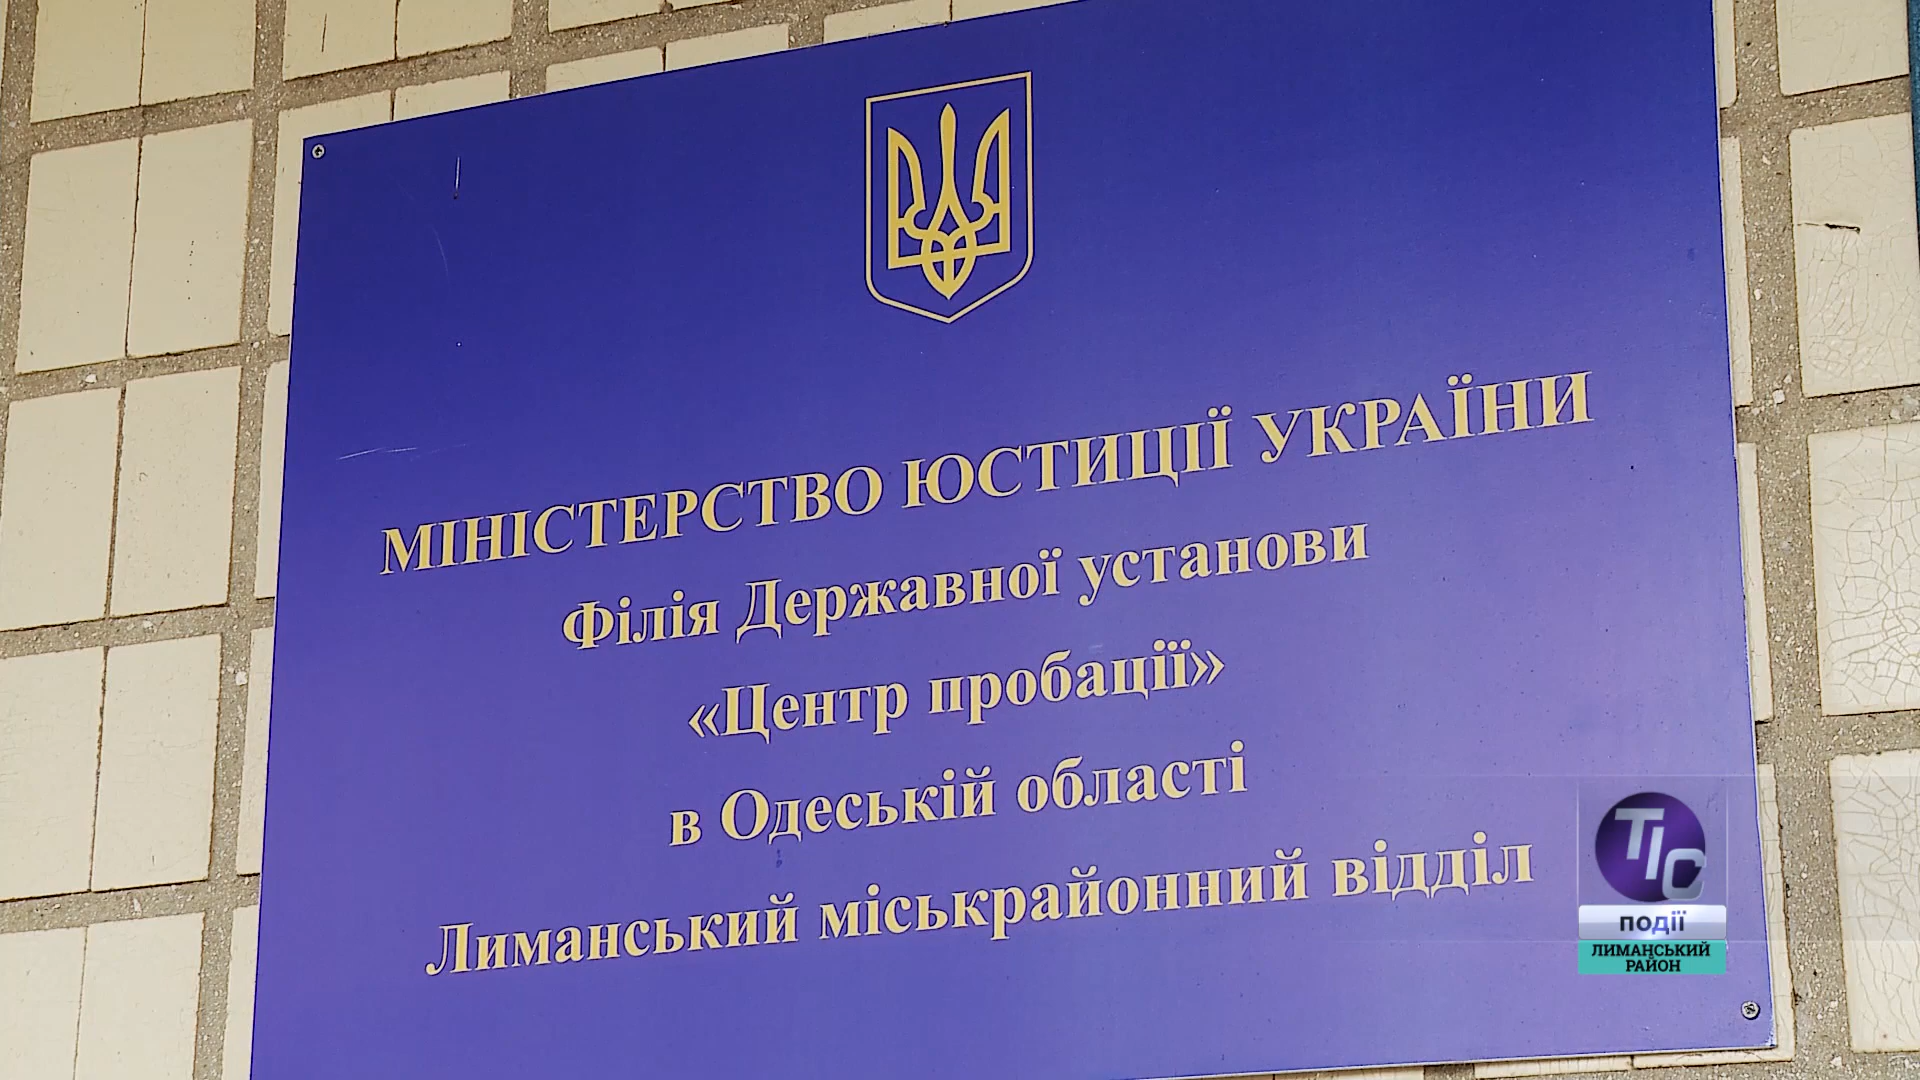 МІНІСТЕРСТВО ЮСТИЦІЇ УКРАЇНИ
Філія Державної установи
«Центр пробації»
в Одеській області
Лиманський міськрайонний відділ
ТІС
ПОДІЇ
ЛИМАНСЬКИЙ
РАЙОН